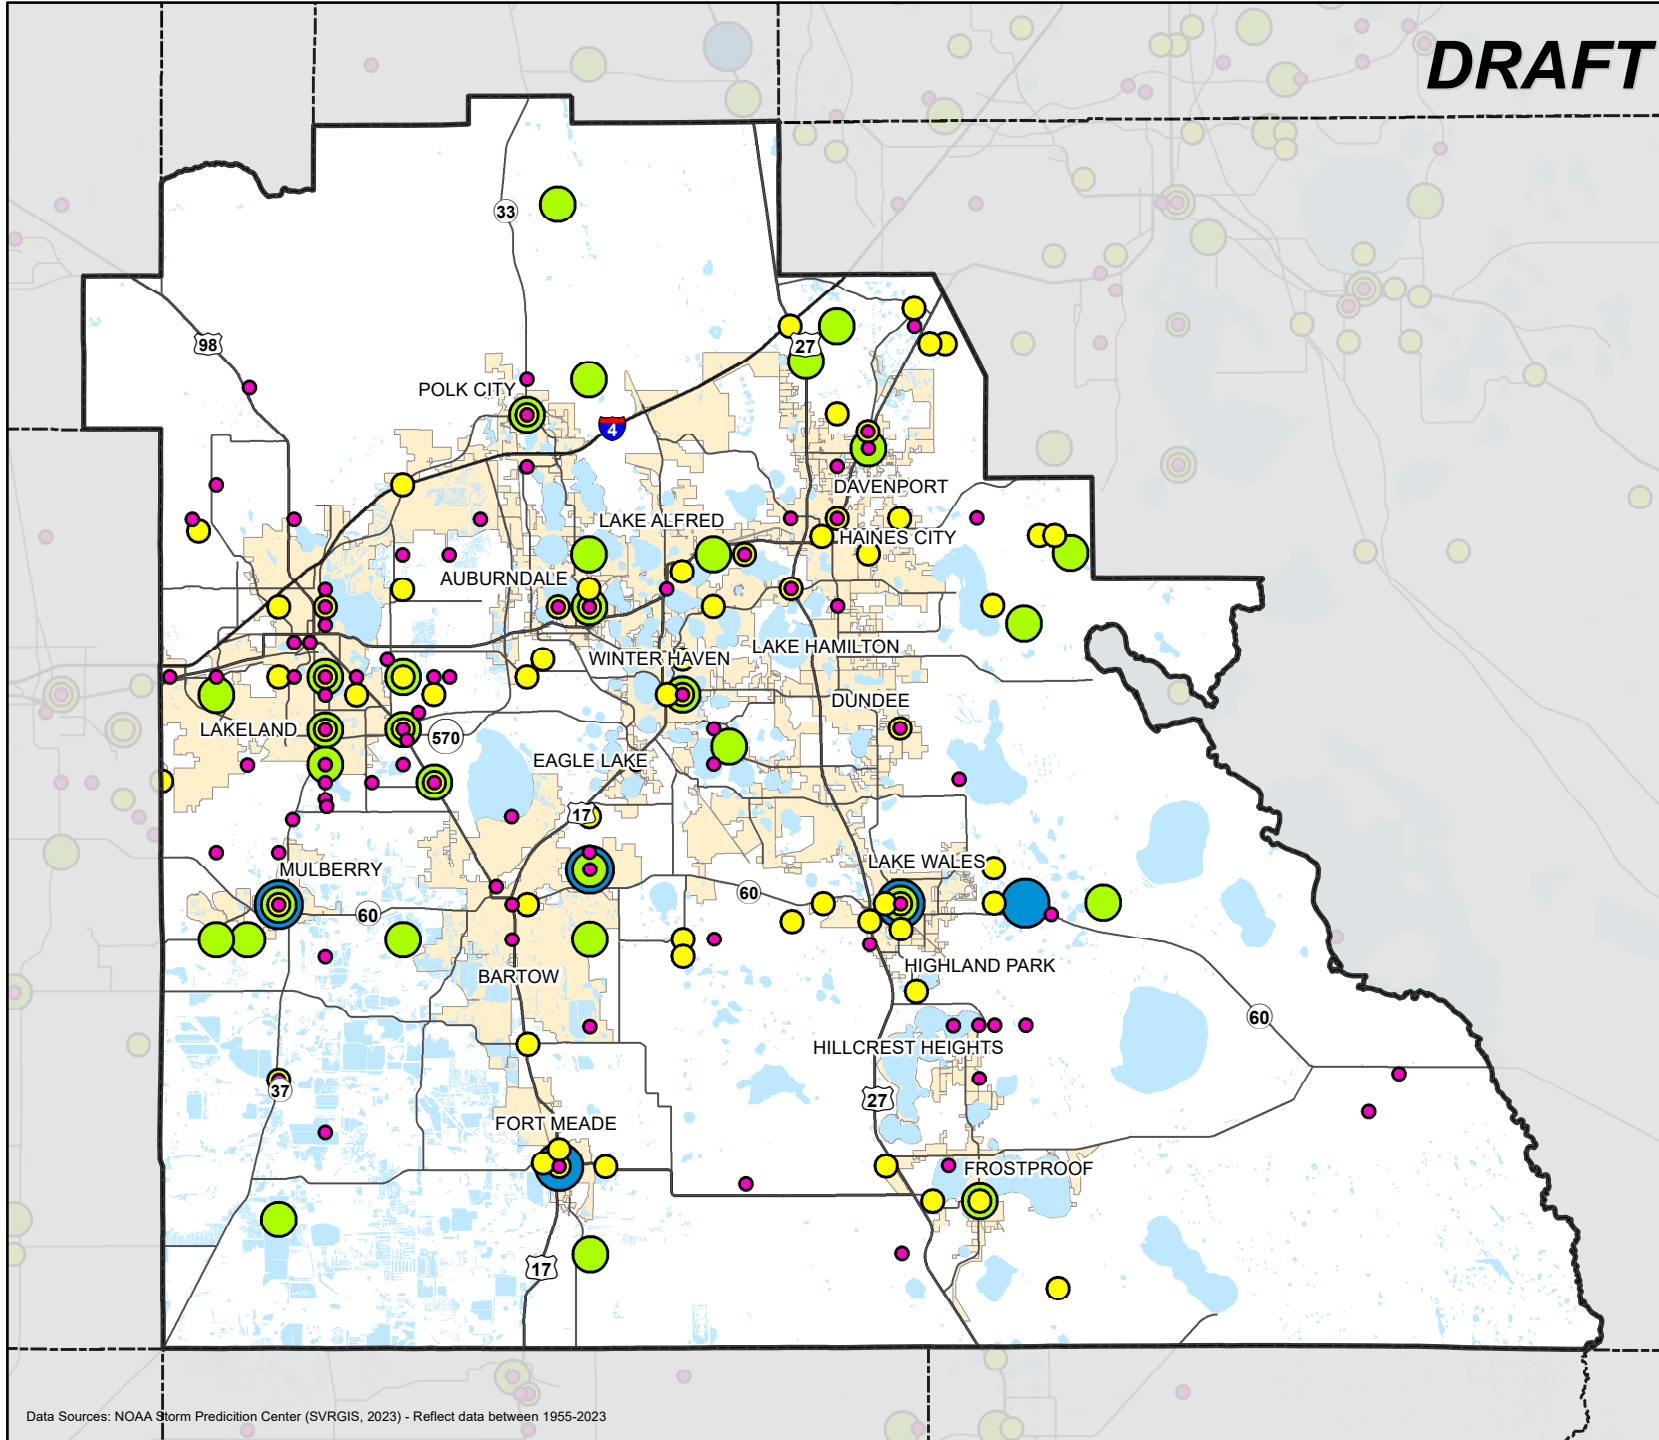 DRAFT
33
98
27
POLK CITY
4
DAVENPORT
LAKE ALFRED
HAINES CITY
AUBURNDALE
LAKE HAMILTON
WINTER HAVEN
DUNDEE
LAKELAND
570
EAGLE LAKE
17
LAKE WALES
MULBERRY
60
60
HIGHLAND PARK
BARTOW
60
HILLCREST HEIGHTS
37
27
FORT MEADE
FROSTPROOF
17
Data Sources: NOAA Storm Predicition Center (SVRGIS, 2023) - Reflect data between 1955-2023